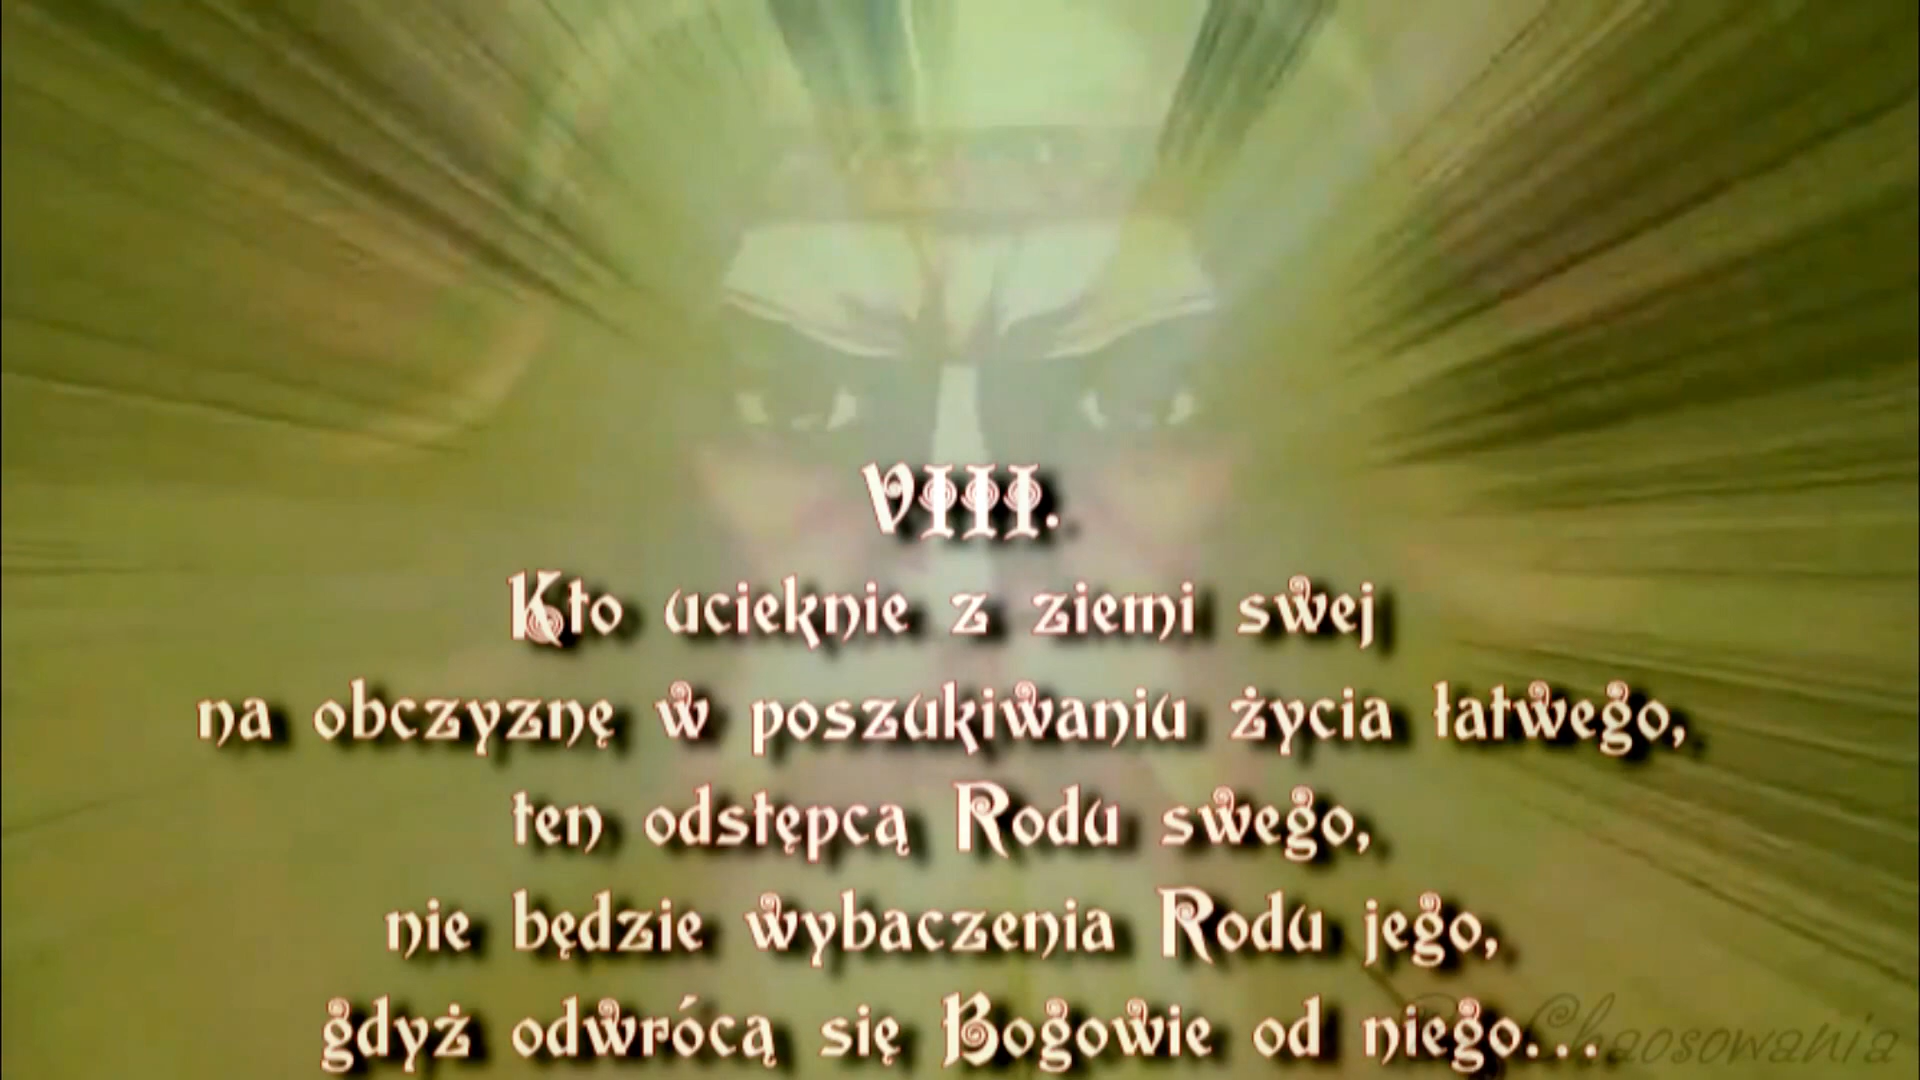 VIII.
Kto ucieknie z ziemi swej
na obczyznę w poszukiwaniu życia łatwego,
ten odstępcą Rodu swego,
nie będzie wybaczenia Rodu jego,
gdyż odwrócą się Bogowie od niego...
Chaosowania